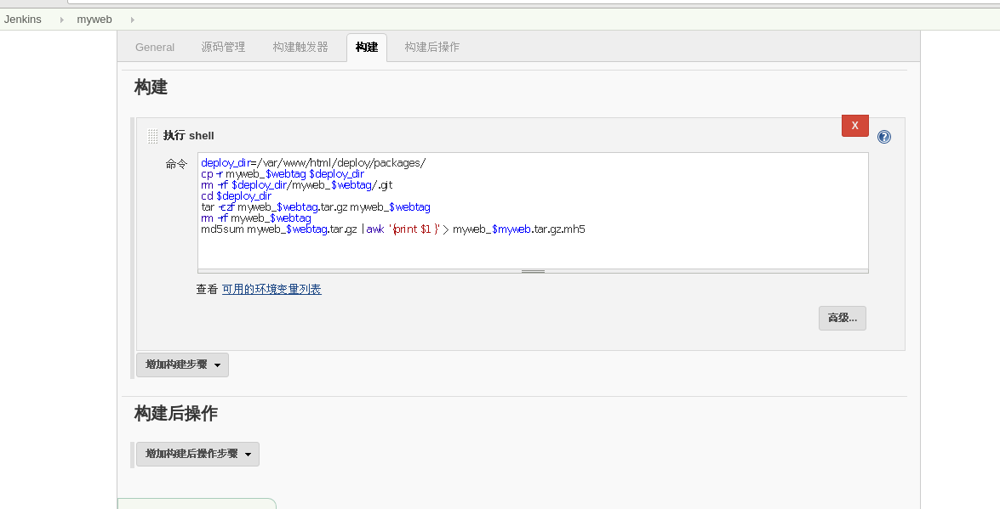 Jenkins myweb
General 源码管理 构建触发器 构建 构建后操作
构建
X
执行 shell
命令
deploy_dir=/var/www/html/deploy/packages/
cp -r myweb_$webtag $deploy_dir
rm -rf $deploy_dir/myweb_$webtag/.git
cd $deploy_dir
tar -czf myweb_$webtag.tar.gz myweb_$webtag
rm -rf myweb_$webtag
md5sum myweb_$webtag.tar.gz | awk '{print $1 }' > myweb_$myweb.tar.gz.mh5
查看 可用的环境变量列表
高级...
增加构建步骤
构建后操作
增加构建后操作步骤